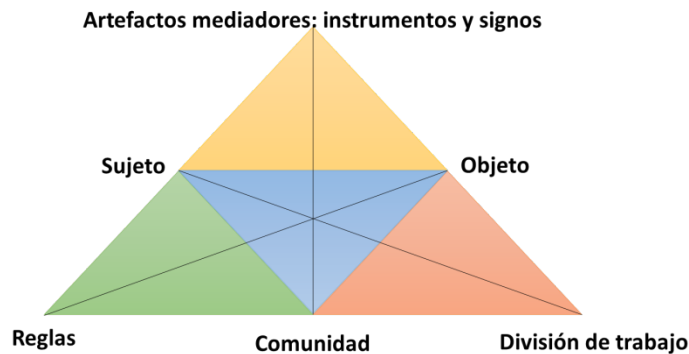 Artefactos mediadores: instrumentos y signos
Sujeto
Objeto
Reglas
Comunidad
División de trabajo